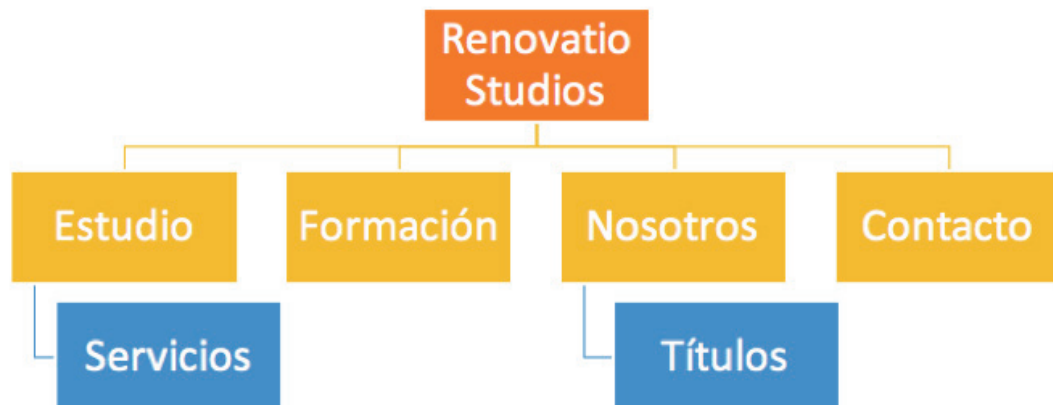 Renovatio
Studios
Estudio
Formación
Nosotros
Contacto
Servicios
Títulos